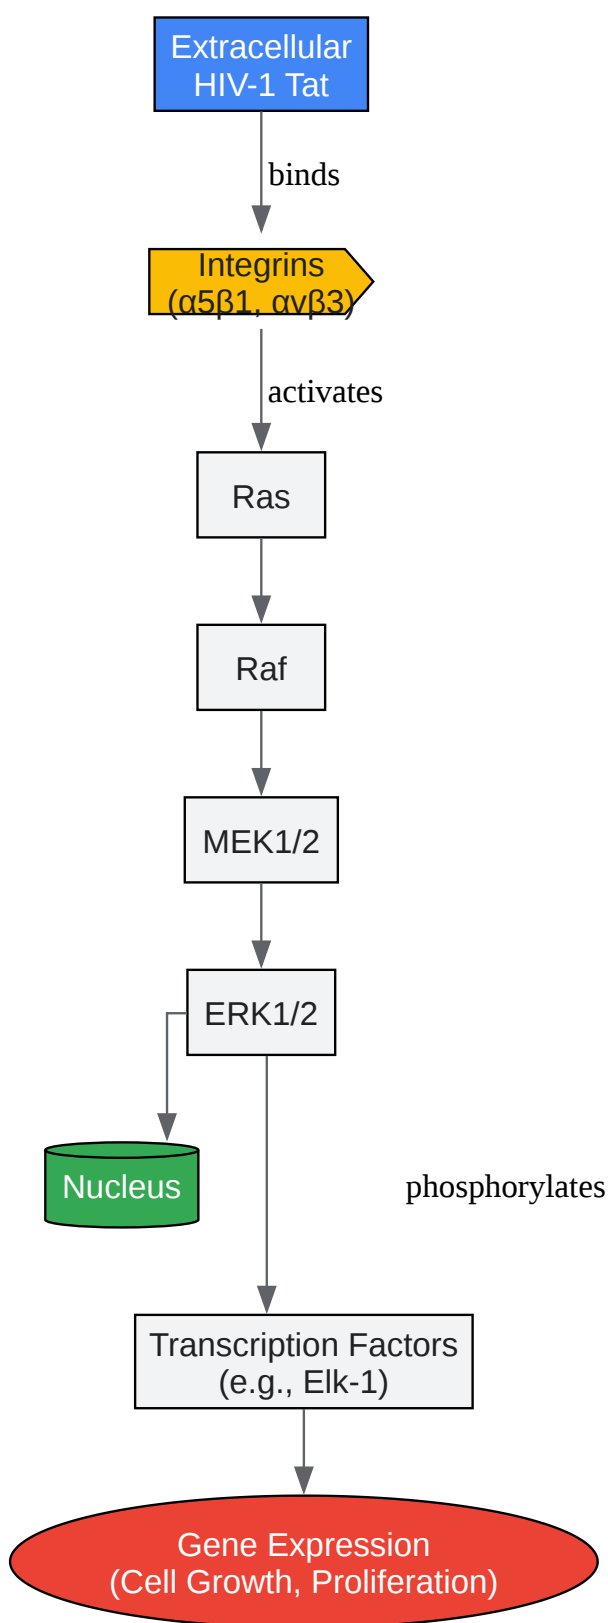 Extracellular
HIV-1 Tat
binds
Integrins
(α5β1, αvβ3)
activates
Ras
Raf
MEK1/2
ERK1/2
Nucleus
phosphorylates
Transcription Factors
(e.g., Elk-1)
Gene Expression
(Cell Growth, Proliferation)